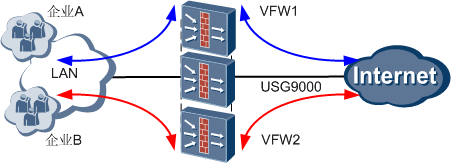 企业A
VFW1
LAN
Internet
USG9000
企业B
VFW2